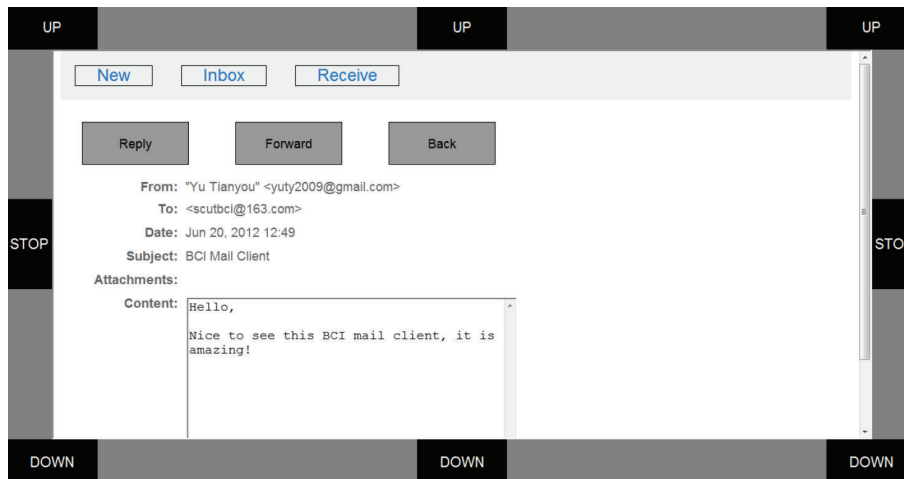 UP UP UP
New Inbox Receive
Reply Forward Back
From: "Yu Tianyou" <yuty2009@gmail.com>
To: <scutbci@163.com>
STOP STO
Date: Jun 20, 2012 12:49
Subject: BCI Mail Client
Attachments:
Content: Hello,
Nice to see this BCI mail client, it is
amazing!
DOWN DOWN DOWN